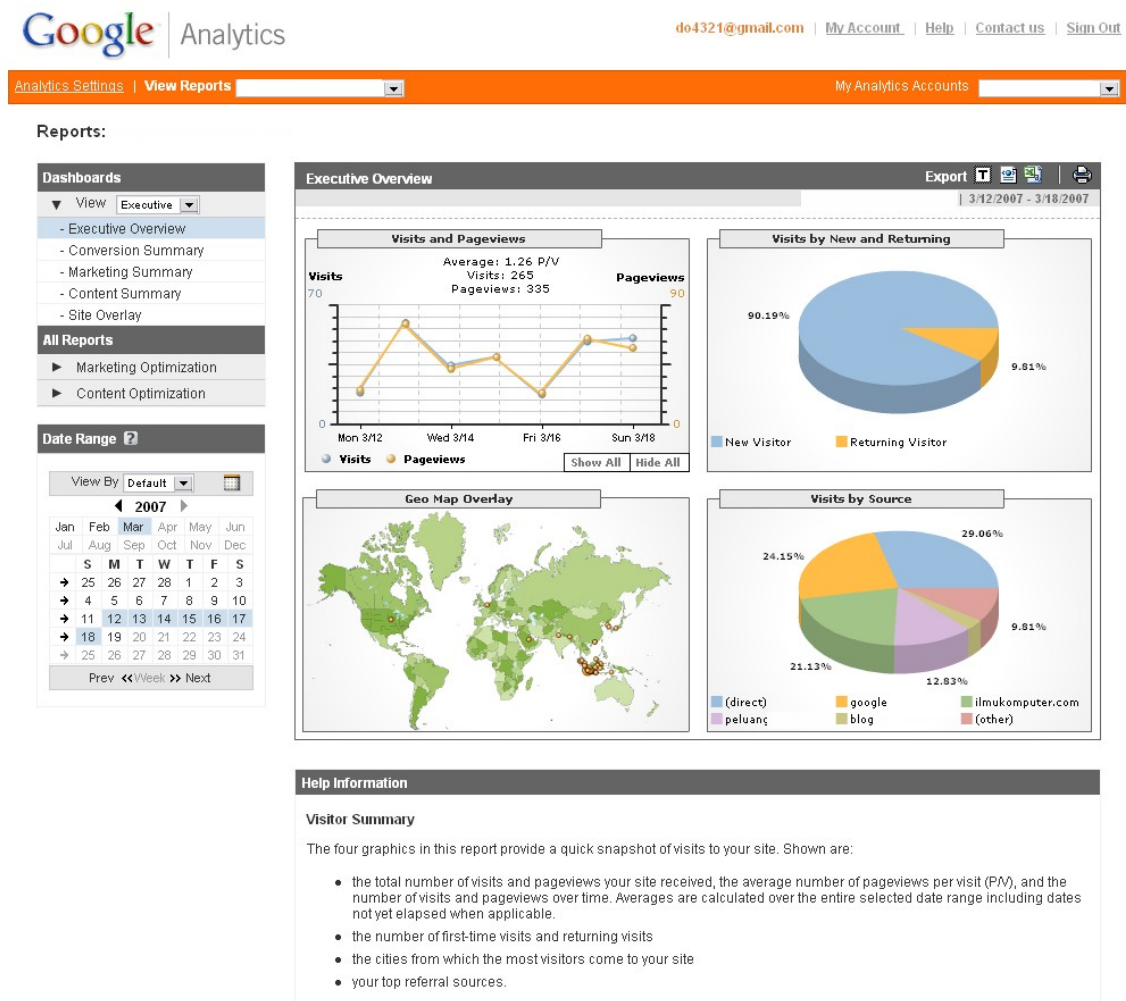 Google Analytics
do4321@gmail.com | My Account | Help | Contact us | Sign Out
Analytics Settings | View Reports
My Analytics Accounts
Reports:
Dashboards
View Executive
- Executive Overview
- Conversion Summary
- Marketing Summary
- Content Summary
- Site Overlay
All Reports
Marketing Optimization
Content Optimization
Date Range ?
View By Default
2007
Jan Feb Mar Apr May Jun
Jul Aug Sep Oct Nov Dec
S M T W T F S
25 26 27 28 1 2 3
4 5 6 7 8 9 10
11 12 13 14 15 16 17
18 19 20 21 22 23 24
25 26 27 28 29 30 31
Prev <<Week>> Next
Executive Overview
Export T
| 3/12/2007 - 3/18/2007
Visits and Pageviews
Average: 1.26 P/V
Visits: 265
Pageviews: 335
Visits
70
Pageviews
90
0
0
Mon 3/12 Wed 3/14 Fri 3/16 Sun 3/18
Visits Pageviews
Show All Hide All
Visits by New and Returning
90.19%
9.81%
New Visitor Returning Visitor
Geo Map Overlay
Visits by Source
29.06%
24.15%
9.81%
21.13%
12.83%
(direct) google ilmukomputer.com
peluang blog (other)
Help Information
Visitor Summary
The four graphics in this report provide a quick snapshot of visits to your site. Shown are:
• the total number of visits and pageviews your site received, the average number of pageviews per visit (P/V), and the
number of visits and pageviews over time. Averages are calculated over the entire selected date range including dates
not yet elapsed when applicable.
• the number of first-time visits and returning visits
• the cities from which the most visitors come to your site
• your top referral sources.